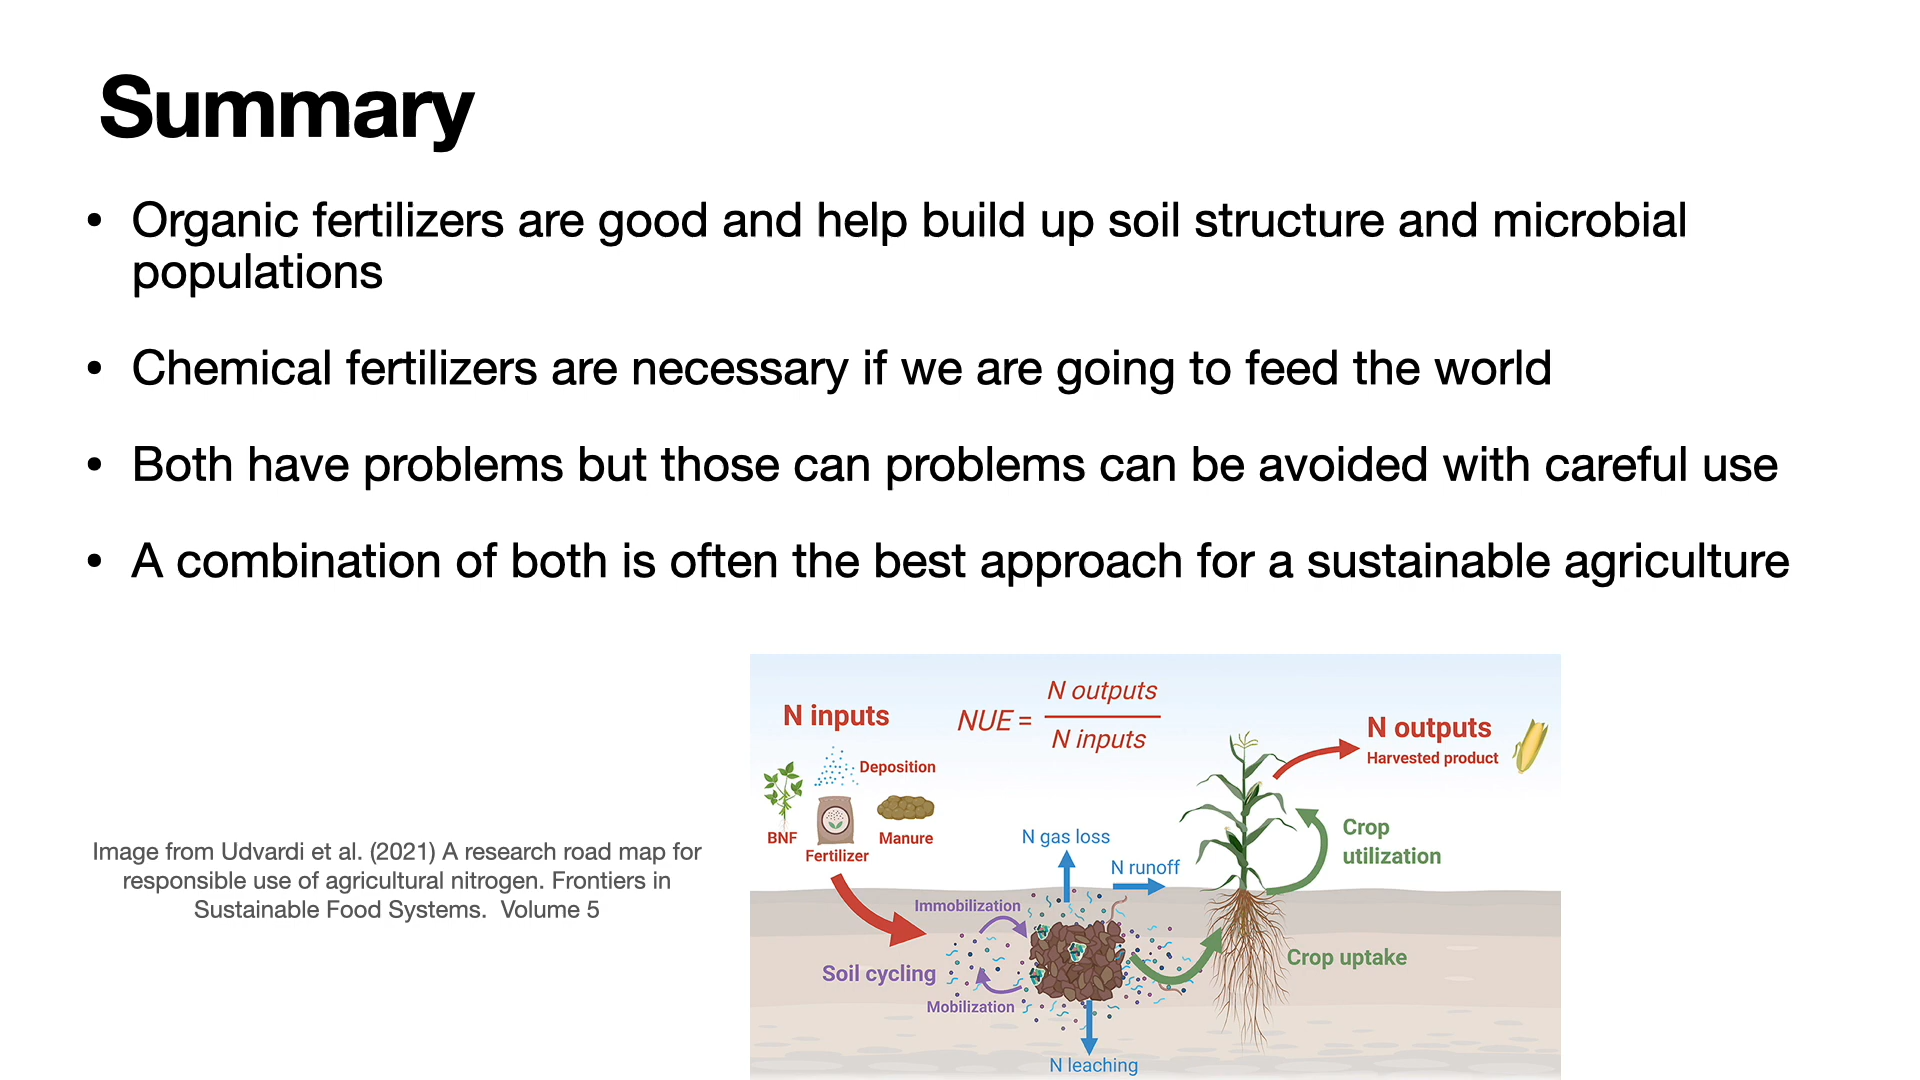 Summary
• Organic fertilizers are good and help build up soil structure and microbial
populations
• Chemical fertilizers are necessary if we are going to feed the world
• Both have problems but those can problems can be avoided with careful use
• A combination of both is often the best approach for a sustainable agriculture
Image from Udvardi et al. (2021) A research road map for
responsible use of agricultural nitrogen. Frontiers in
Sustainable Food Systems.  Volume 5
N inputs
NUE =
N outputs
N inputs
Deposition
BNF
Fertilizer
Manure
N outputs
Harvested product
Crop
utilization
N gas loss
N runoff
Immobilization
Soil cycling
Mobilization
Crop uptake
N leaching